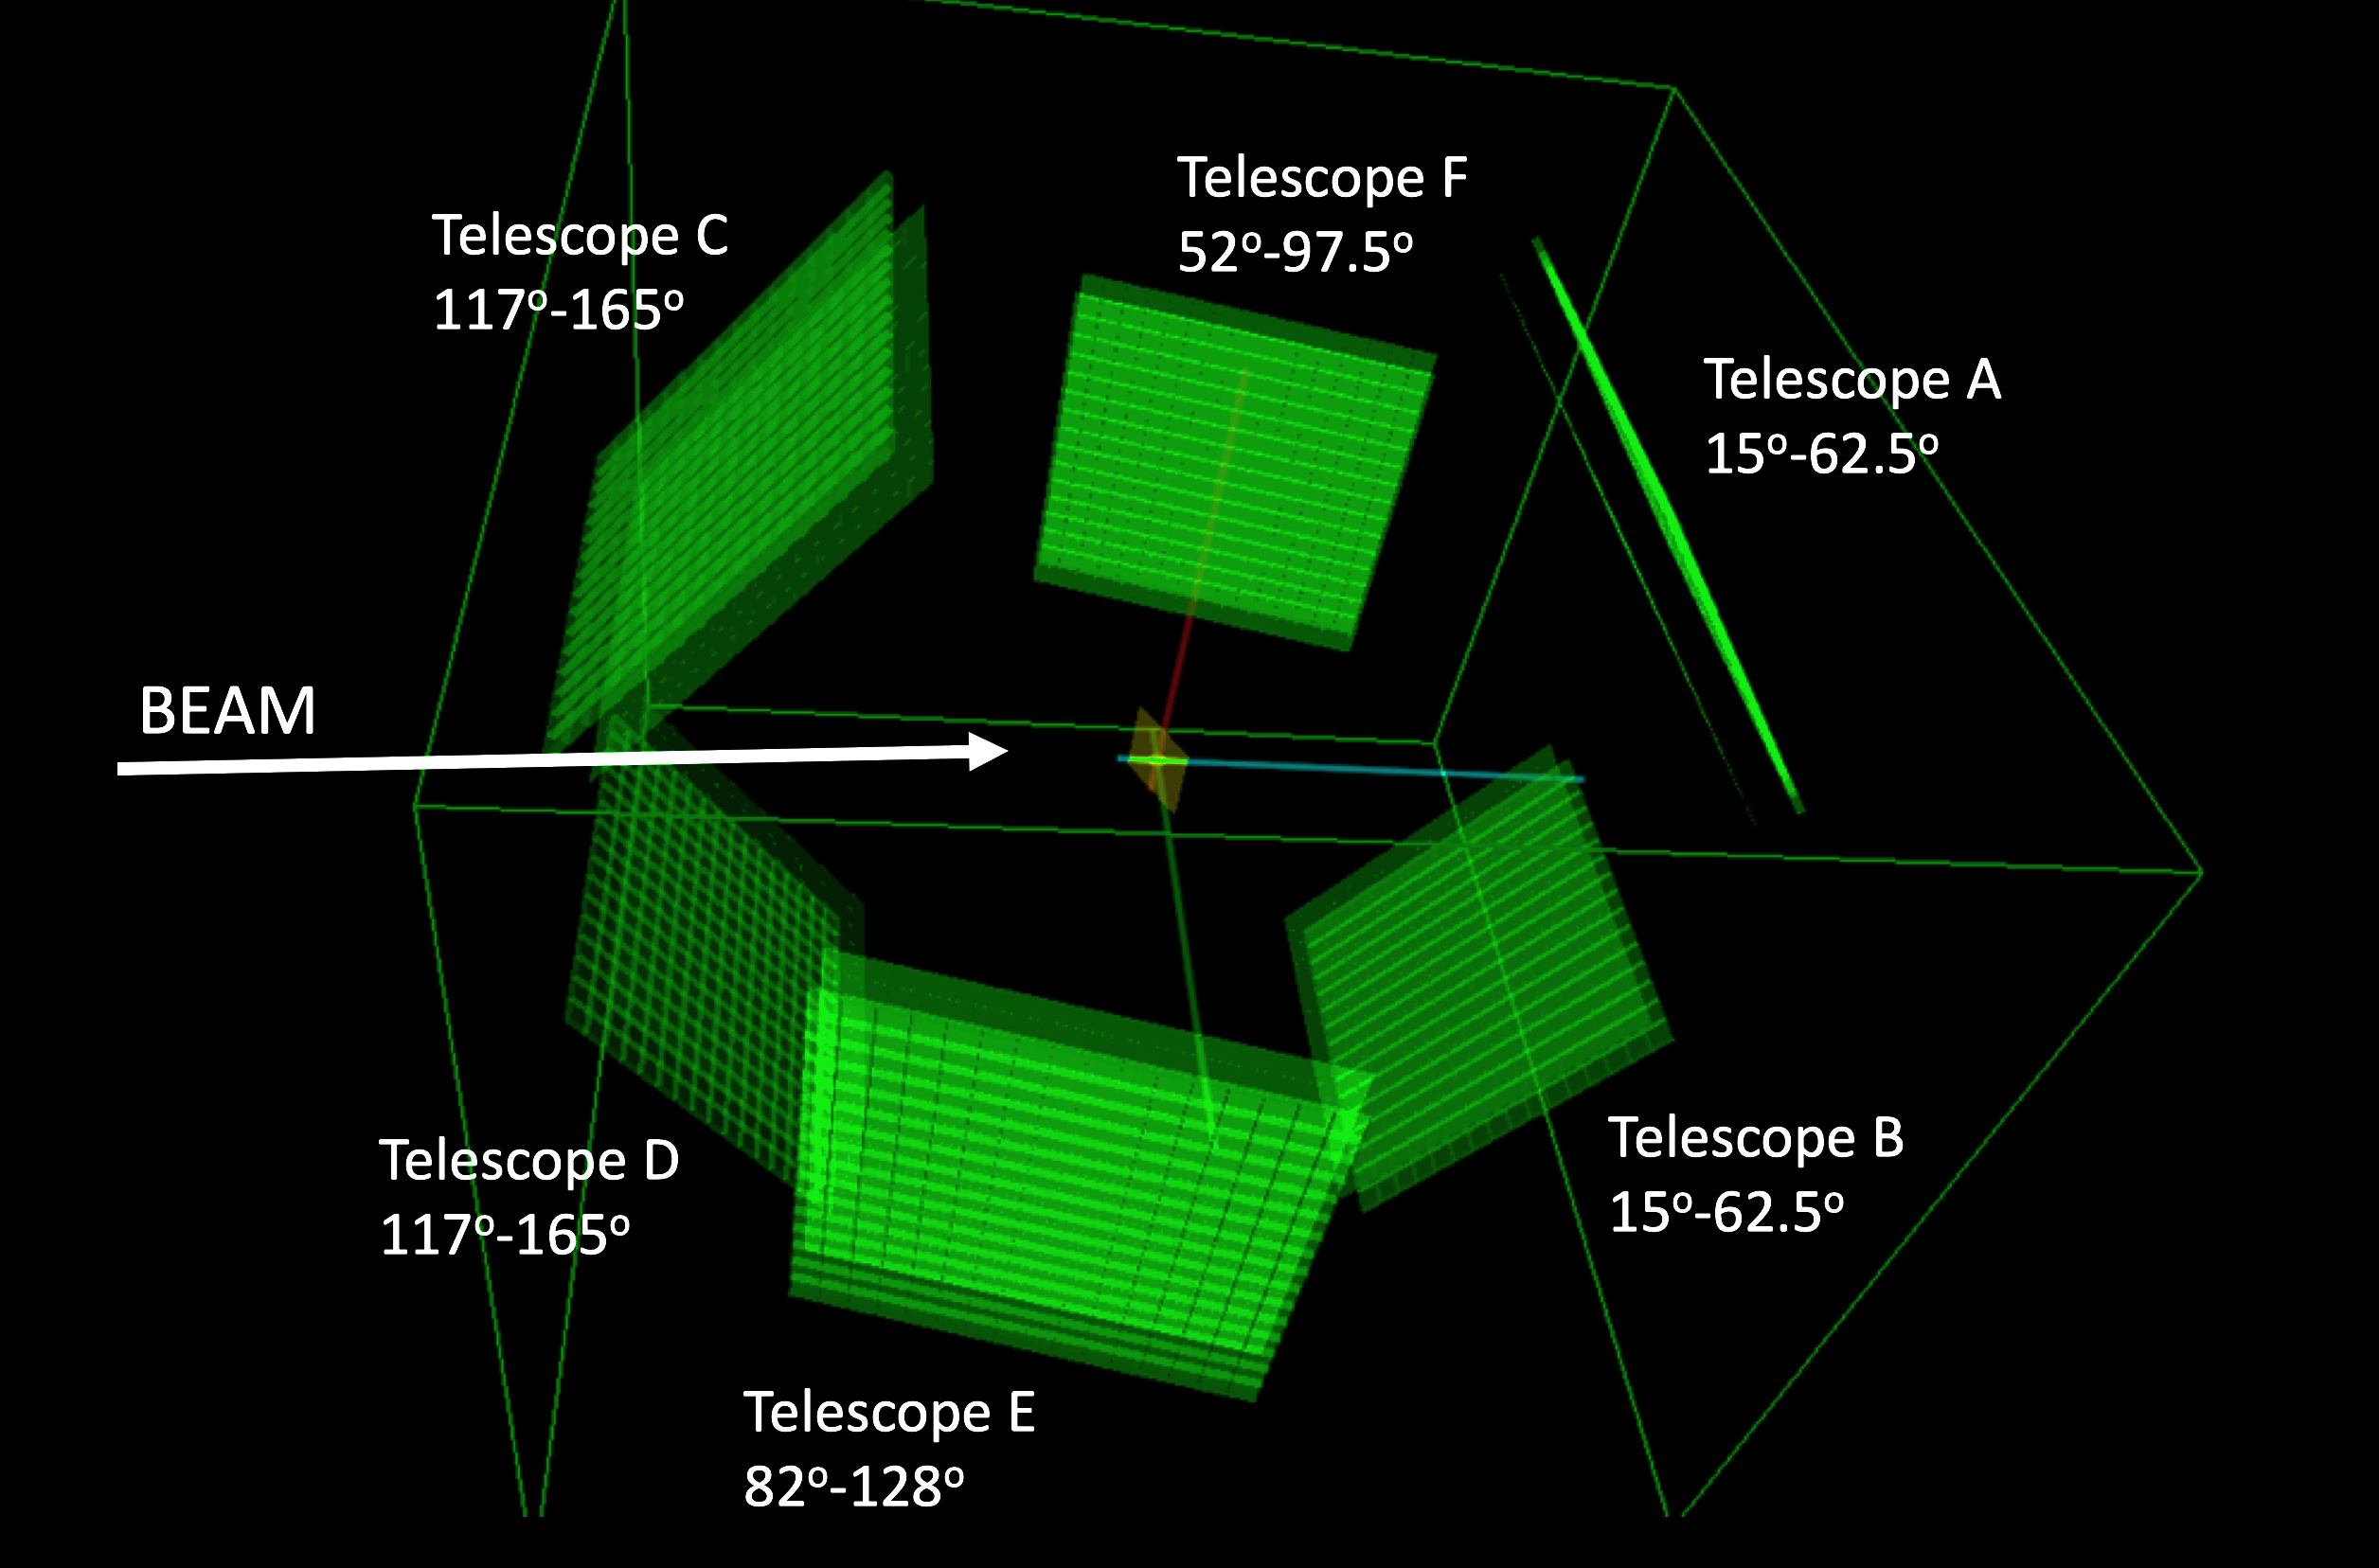 Telescope F
52º-97.5º
Telescope C
117º-165º
Telescope A
15º-62.5º
BEAM
Telescope B
15º-62.5º
Telescope D
117º-165º
Telescope E
82º-128º